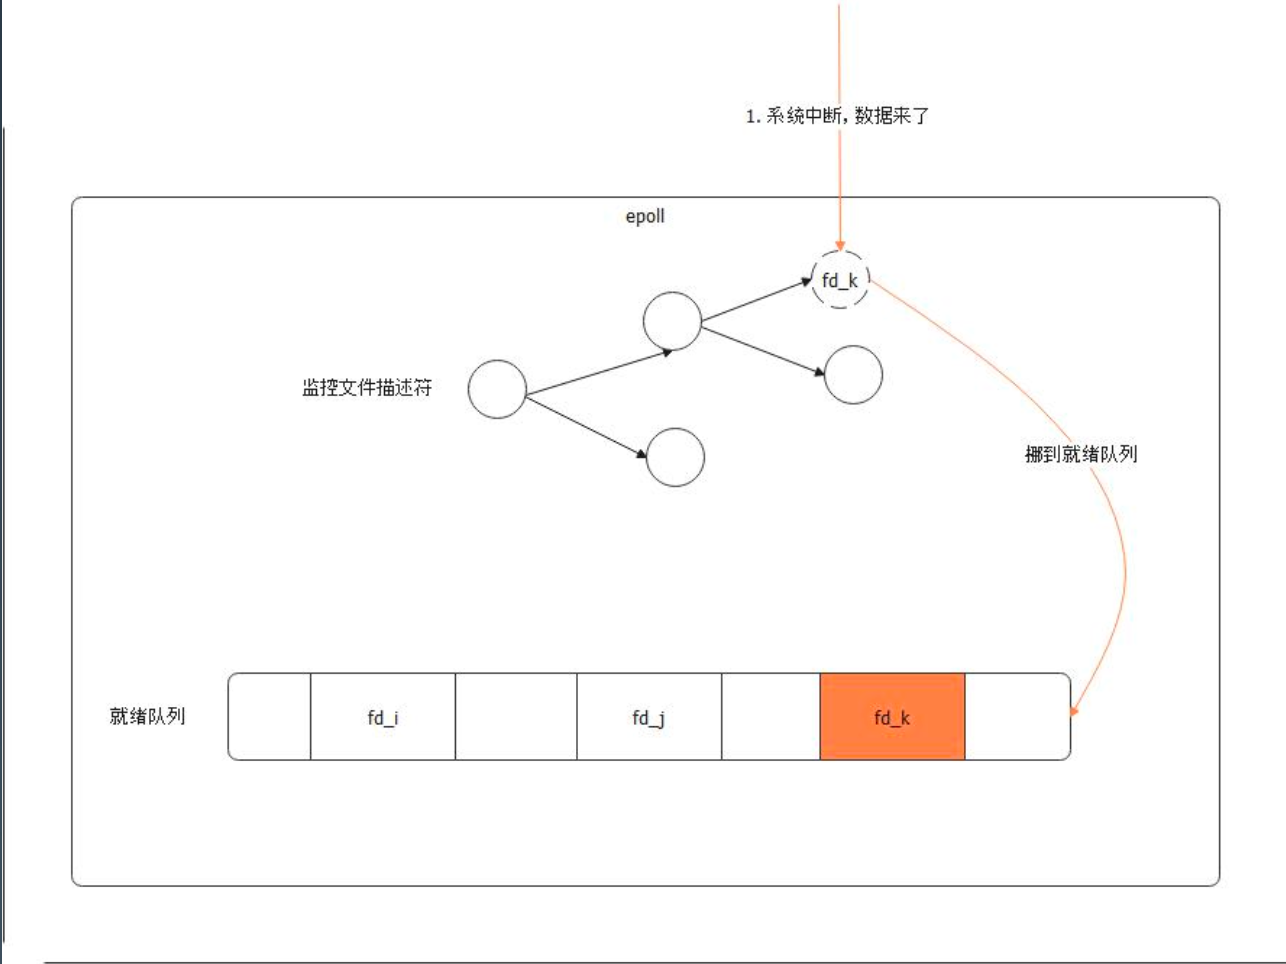 1. 系统中断, 数据来了
epoll
fd_k
监控文件描述符
挪到就绪队列
就绪队列
fd_i
fd_j
fd_k